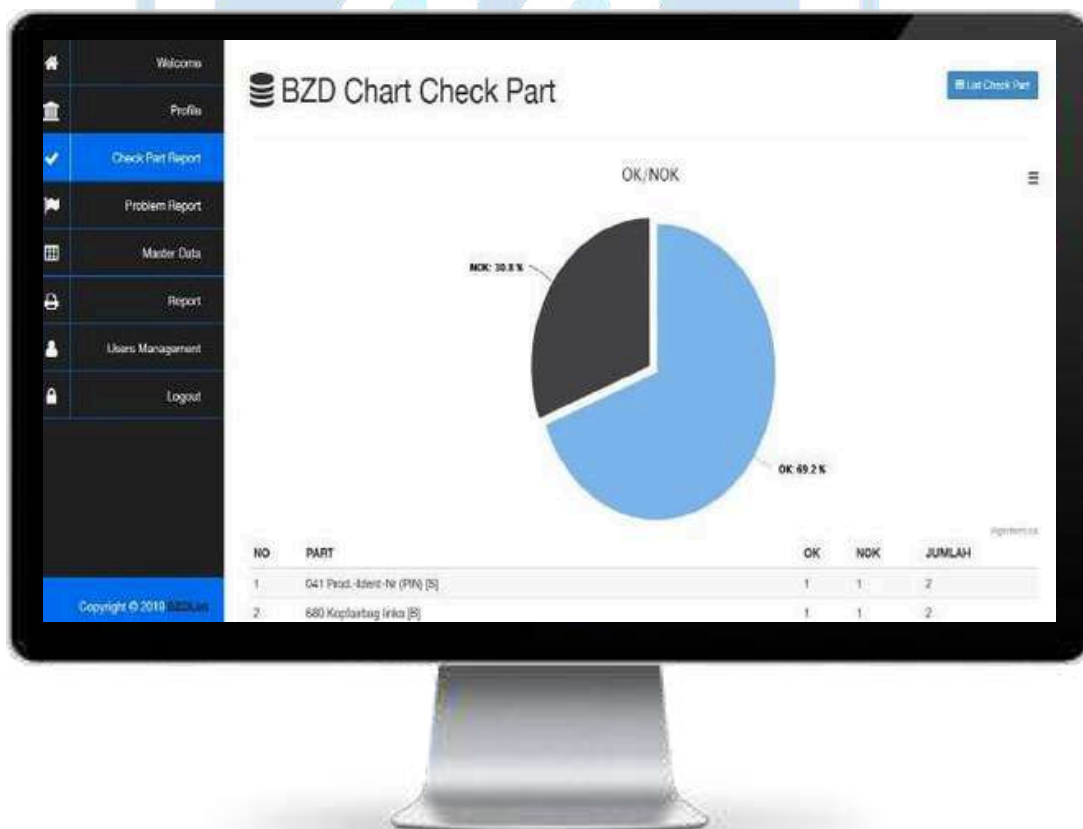 Welcome
Profile
Check Part Report
Problem Report
Master Data
Report
Users Management
Logout
Copyright © 2019
BZD Chart Check Part
List Check Part
OK/NOK
NOK: 30.8 %
OK: 69.2 %
NO PART OK NOK JUMLAH
1 041 Prod.-Ident-Nr (PIN) [S] 1 1 2
2 680 Kopfairbag links [B] 1 1 2